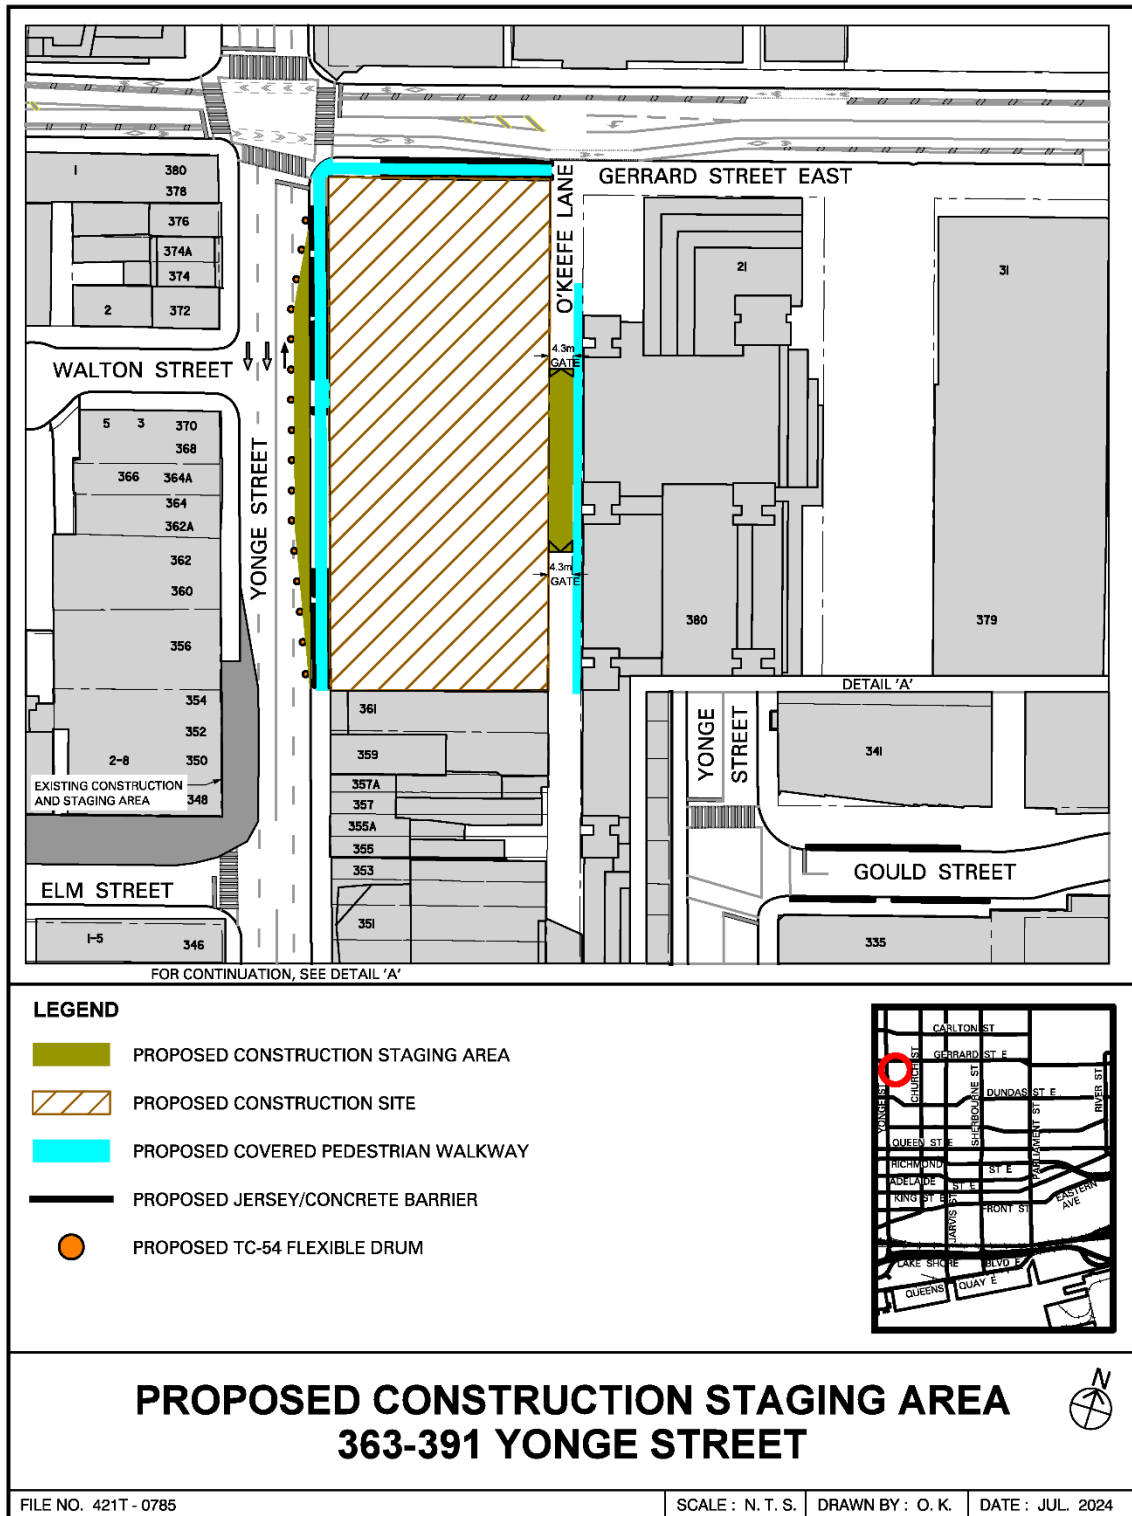 1
380
378
376
374A
374
2
372
WALTON STREET
5 3 370
368
366 364A
364
362A
362
360
356
354
352
2-8 350
EXISTING CONSTRUCTION
AND STAGING AREA
348
ELM STREET
1-5 346
YONGE STREET
O'KEEFE LANE
GERRARD STREET EAST
4.3m
GATE
4.3m
GATE
21
31
380
379
361
359
357A
357
355A
355
353
351
DETAIL 'A'
YONGE
STREET
341
GOULD STREET
335
FOR CONTINUATION, SEE DETAIL 'A'
LEGEND
PROPOSED CONSTRUCTION STAGING AREA
PROPOSED CONSTRUCTION SITE
PROPOSED COVERED PEDESTRIAN WALKWAY
PROPOSED JERSEY/CONCRETE BARRIER
PROPOSED TC-54 FLEXIBLE DRUM
CARLTON ST
GERRARD ST E
YONGE ST
CHURCH ST
SHERBOURNE ST
DUNDAS ST E
PARLIAMENT ST
RIVER ST
QUEEN ST E
RICHMOND ST E
ADELAIDE ST E
KING ST E
JARVIS ST
FRONT ST
EASTERN
AVE
LAKE SHORE BLVD E
QUEENS QUAY E
N
PROPOSED CONSTRUCTION STAGING AREA
363-391 YONGE STREET
FILE NO. 421T - 0785
SCALE : N. T. S.
DRAWN BY : O. K.
DATE : JUL. 2024